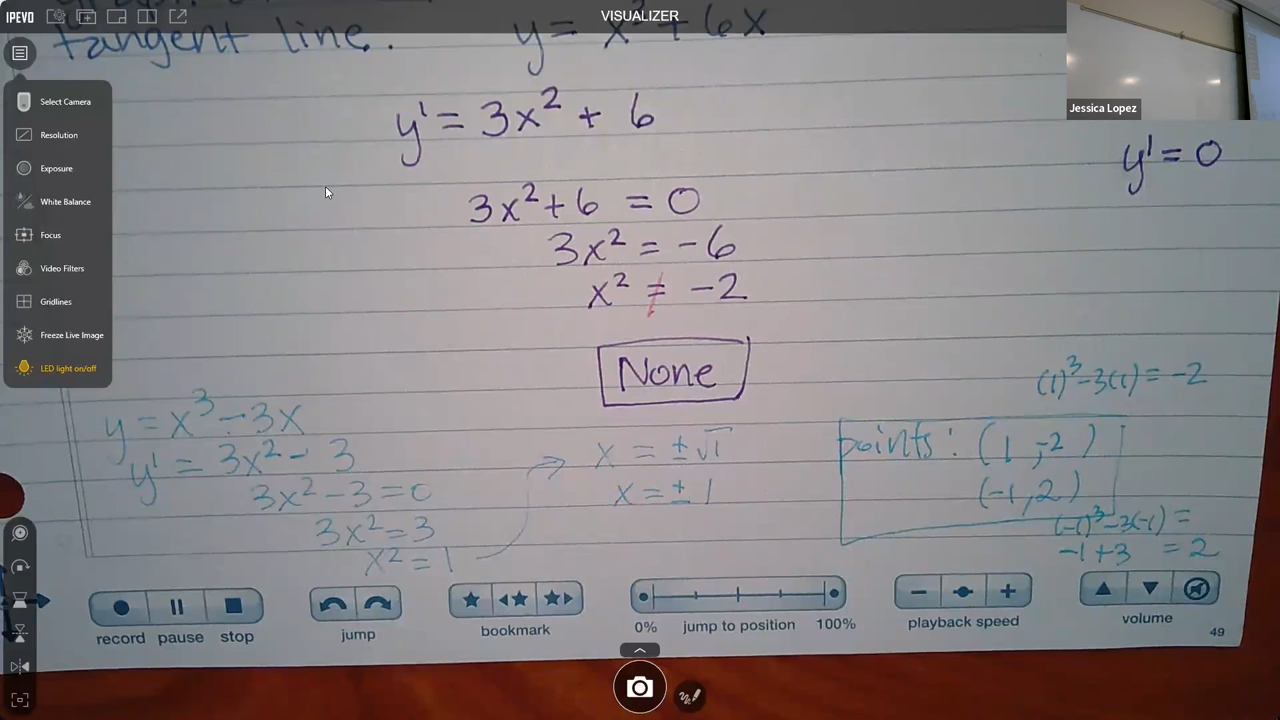 IPEVO
VISUALIZER
tangent line. y = x³ + 6x
Select Camera
Resolution
Exposure
White Balance
Focus
Video Filters
Gridlines
Freeze Live Image
LED light on/off
Jessica Lopez
y' = 3x² + 6
y' = 0
3x² + 6 = 0
3x² = -6
x² ≠ -2
None
(1)³-3(1) = -2
y = x³ - 3x
y' = 3x² - 3
3x² - 3 = 0
3x² = 3
x² = 1
x = ±√1
x = ±1
points: (1, -2)
(-1, 2)
(-1)³-3(-1) =
-1+3 = 2
record pause stop
jump
bookmark
0% jump to position 100%
playback speed
volume
49